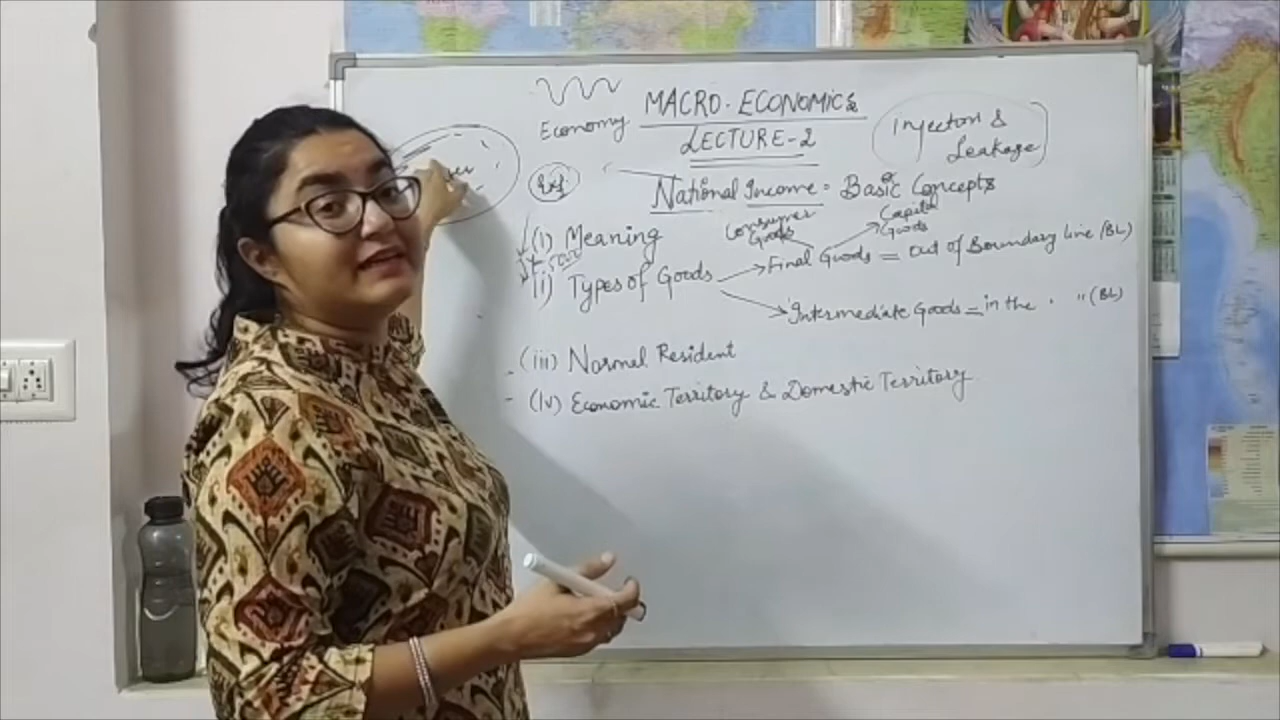 MACRO-ECONOMICS
LECTURE-2
Economy
Injection & Leakage
National Income = Basic Concepts
(i) Meaning
Consumer Goods
Capital Goods
(ii) Types of Goods
Final Goods = Out of Boundary line (BL)
Intermediate Goods = in the " " (BL)
(iii) Normal Resident
(iv) Economic Territory & Domestic Territory